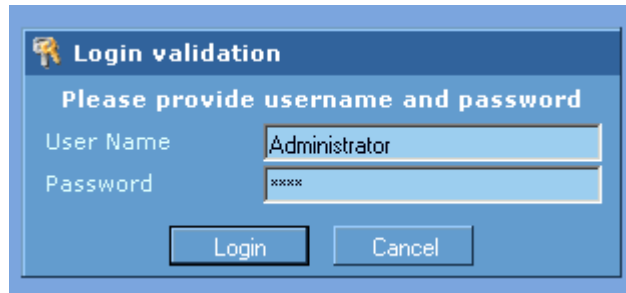 Login validation
Please provide username and password
User Name Administrator
Password ****
Login Cancel